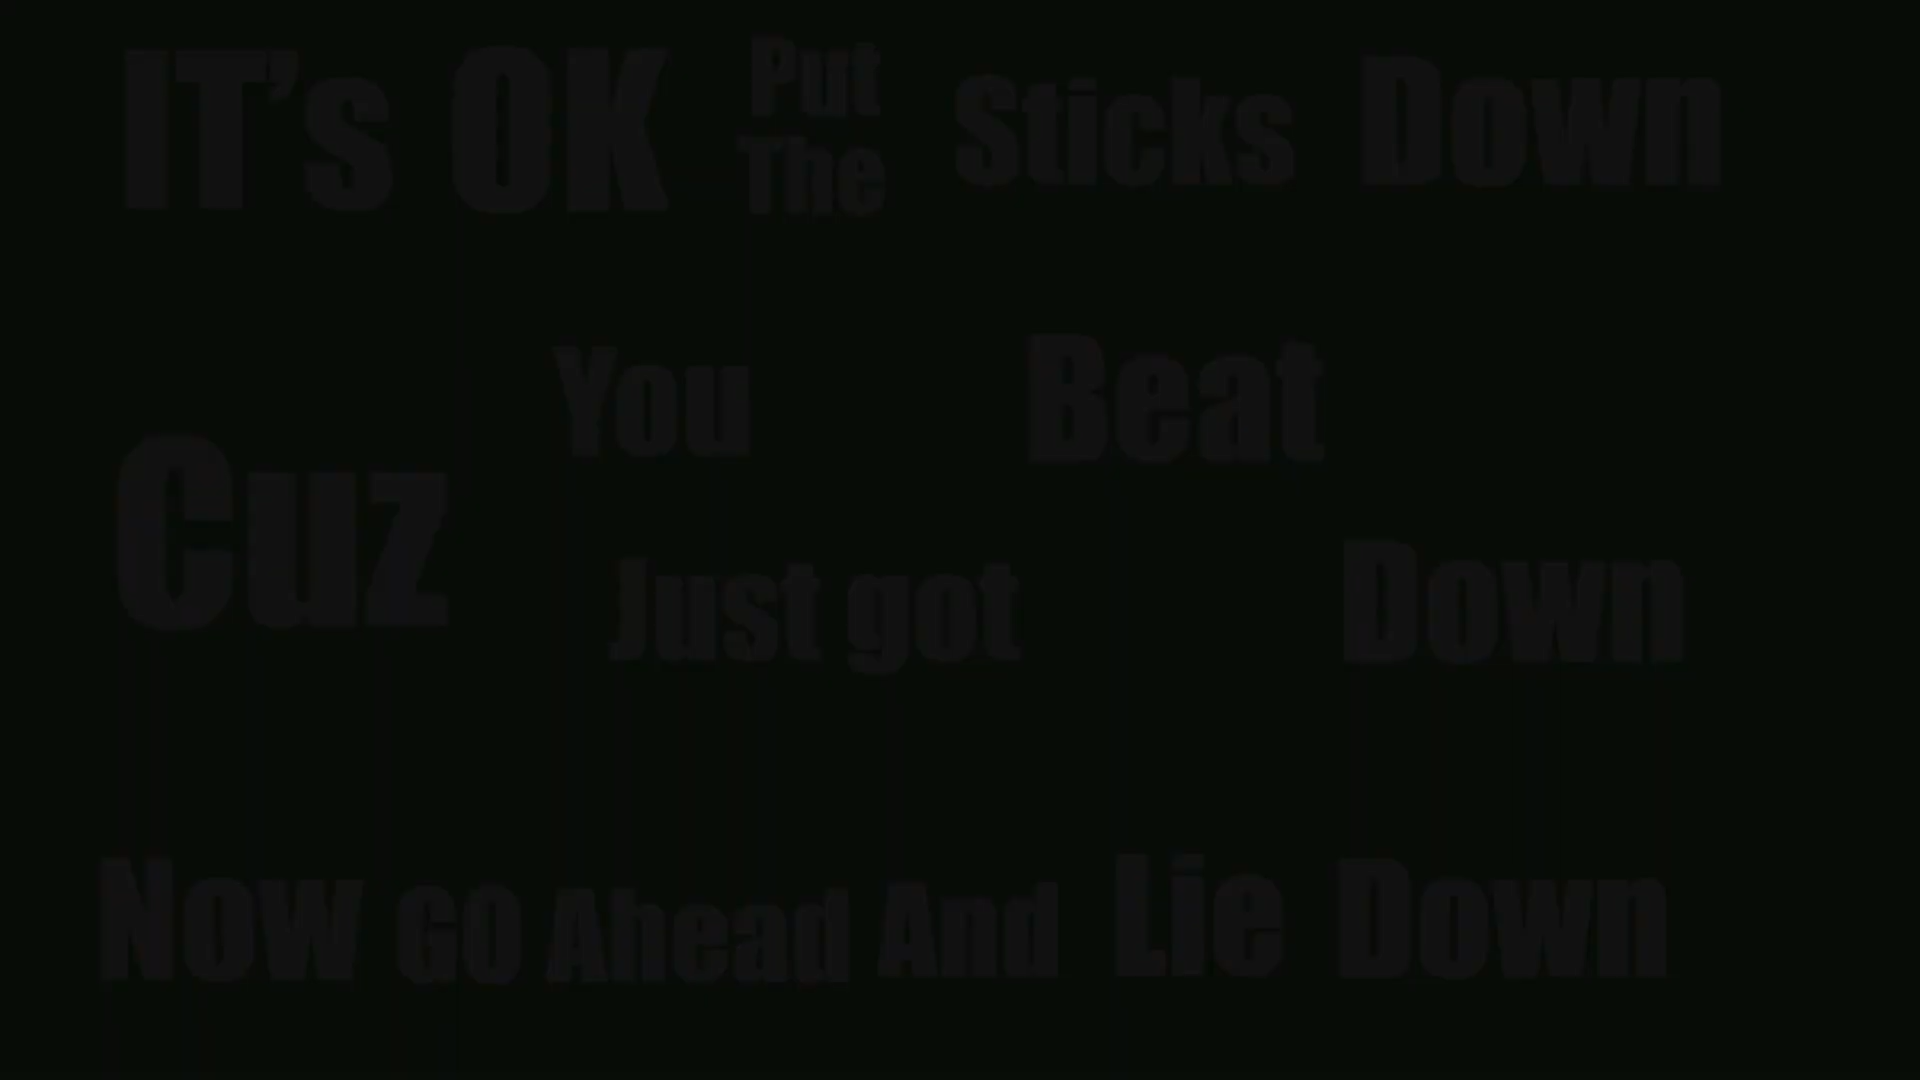 IT's OK Put The Sticks Down
Cuz You Just got Beat Down
Now GO Ahead And Lie Down